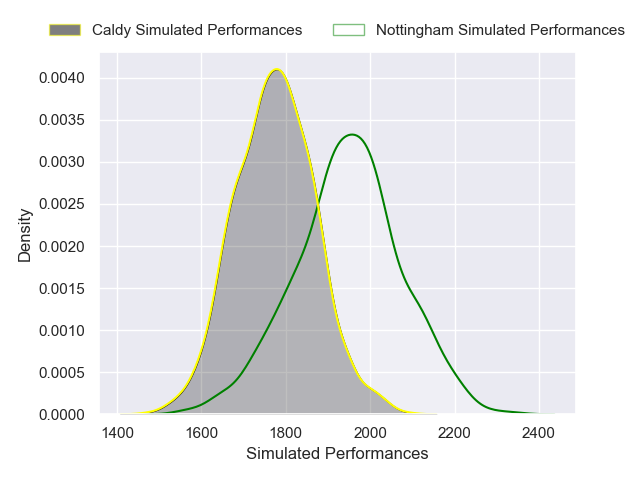 Caldy Simulated Performances Nottingham Simulated Performances
0.0040
0.0035
0.0030
0.0025
0.0020
0.0015
0.0010
0.0005
0.0000
Density
1400 1600 1800 2000 2200 2400
Simulated Performances